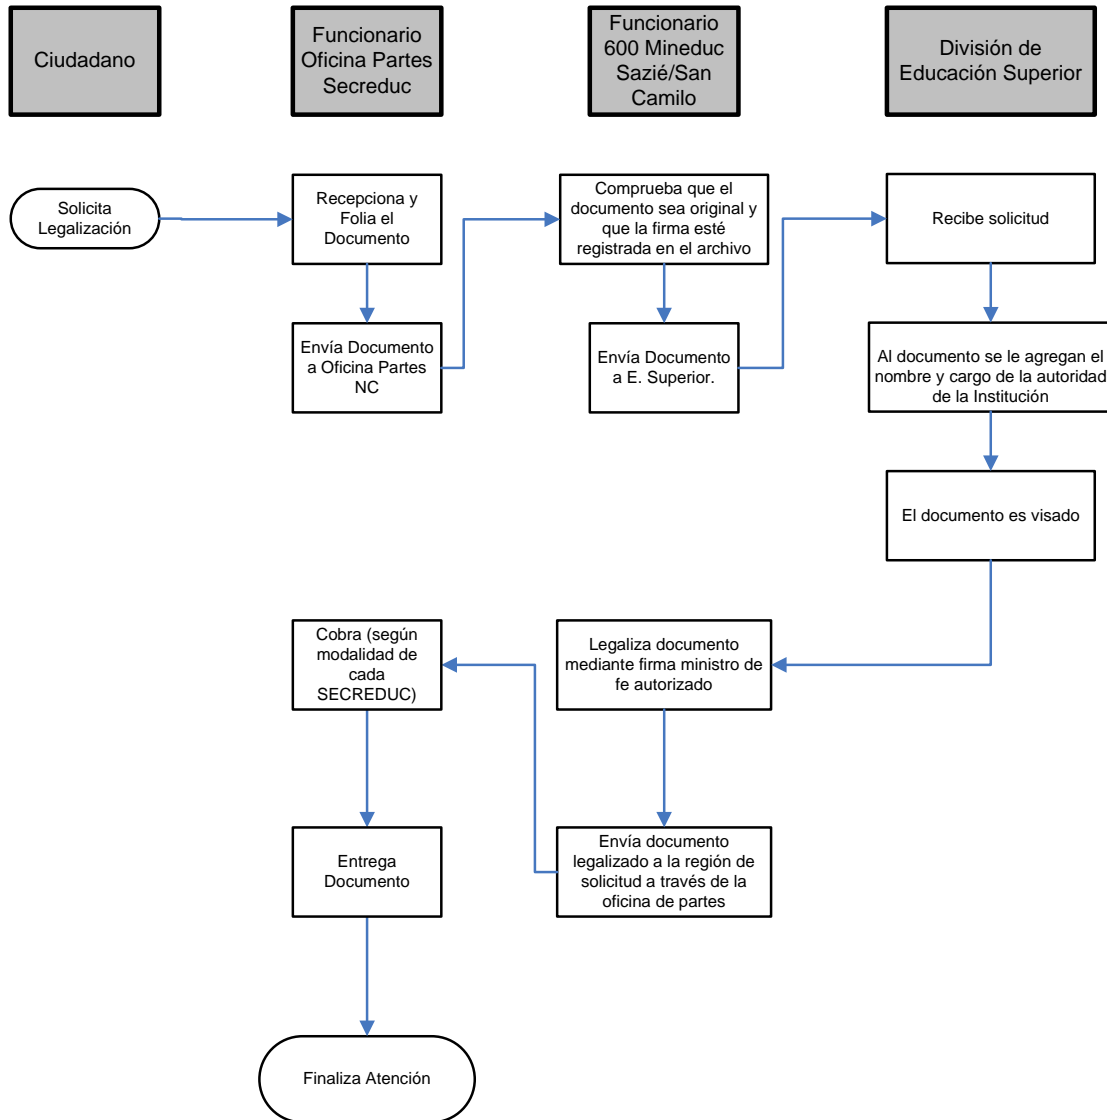 Ciudadano
Funcionario
Oficina Partes
Secreduc
Funcionario
600 Mineduc
Sazié/San
Camilo
División de
Educación Superior
Solicita
Legalización
Recepciona y
Folia el
Documento
Comprueba que el
documento sea original y
que la firma esté
registrada en el archivo
Recibe solicitud
Envía Documento
a Oficina Partes
NC
Envía Documento
a E. Superior.
Al documento se le agregan el
nombre y cargo de la autoridad
de la Institución
El documento es visado
Cobra (según
modalidad de
cada
SECREDUC)
Legaliza documento
mediante firma ministro de
fe autorizado
Entrega
Documento
Envía documento
legalizado a la región de
solicitud a través de la
oficina de partes
Finaliza Atención